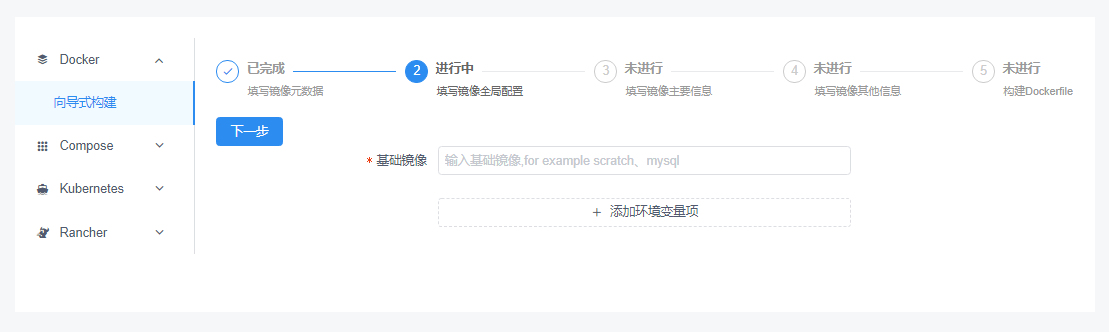 Docker
向导式构建
Compose
Kubernetes
Rancher
已完成
填写镜像元数据
2 进行中
填写镜像全局配置
3 未进行
填写镜像主要信息
4 未进行
填写镜像其他信息
5 未进行
构建Dockerfile
下一步
* 基础镜像 输入基础镜像,for example scratch、mysql
+ 添加环境变量项